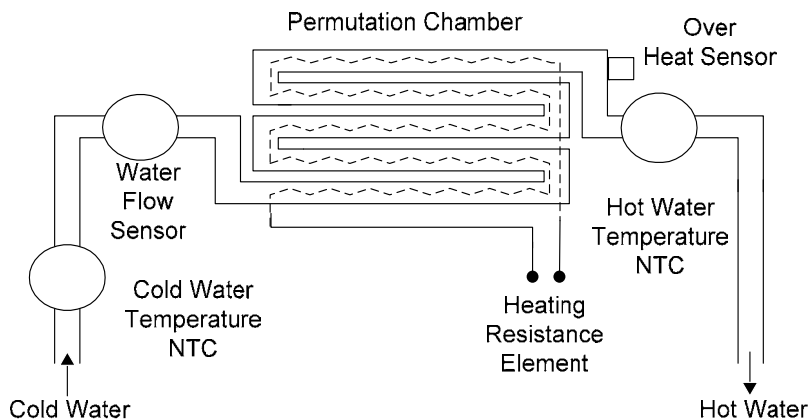 Permutation Chamber
Over
Heat Sensor
Water
Flow
Sensor
Hot Water
Temperature
NTC
Cold Water
Temperature
NTC
Heating
Resistance
Element
Cold Water
Hot Water